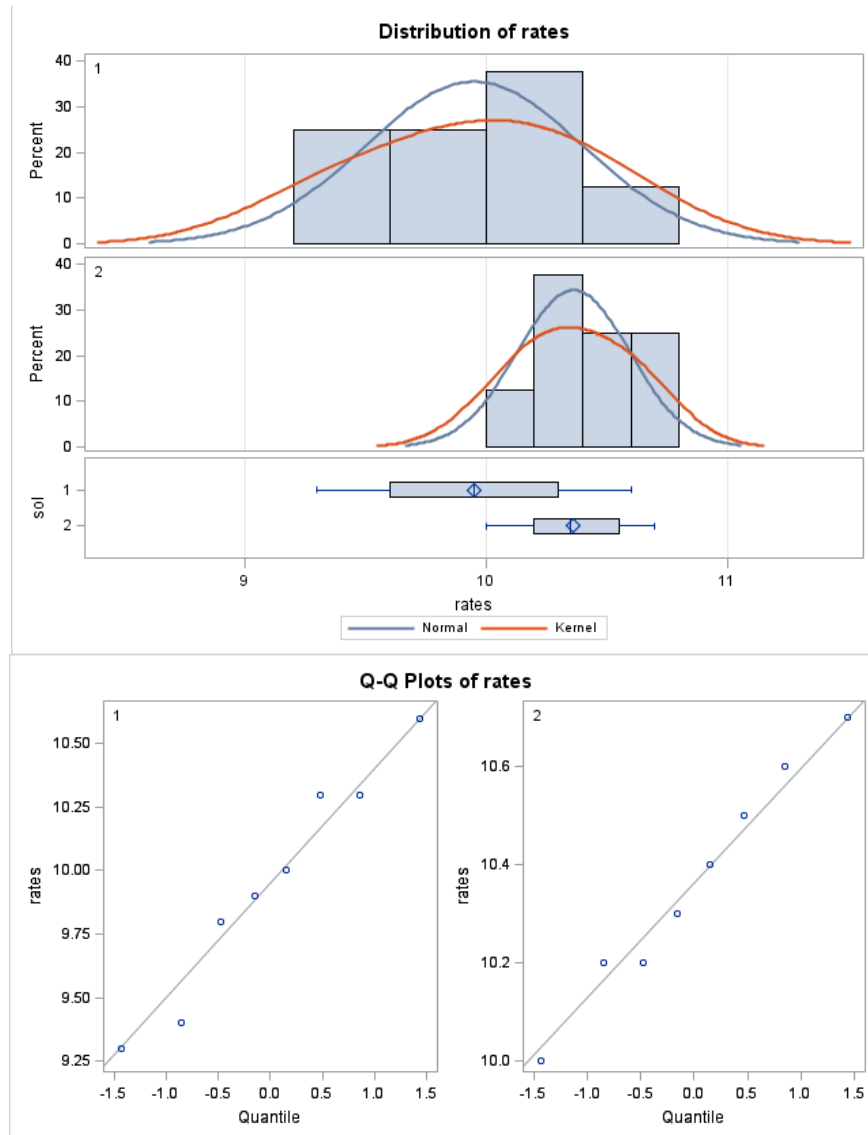 Distribution of rates
1
40
30
20
10
0
Percent
2
40
30
20
10
0
Percent
sol
1
2
9 10 11
rates
Normal Kernel
Q-Q Plots of rates
1
10.50
10.25
10.00
9.75
9.50
9.25
rates
-1.5 -1.0 -0.5 0.0 0.5 1.0 1.5
Quantile
2
10.6
10.4
10.2
10.0
rates
-1.5 -1.0 -0.5 0.0 0.5 1.0 1.5
Quantile